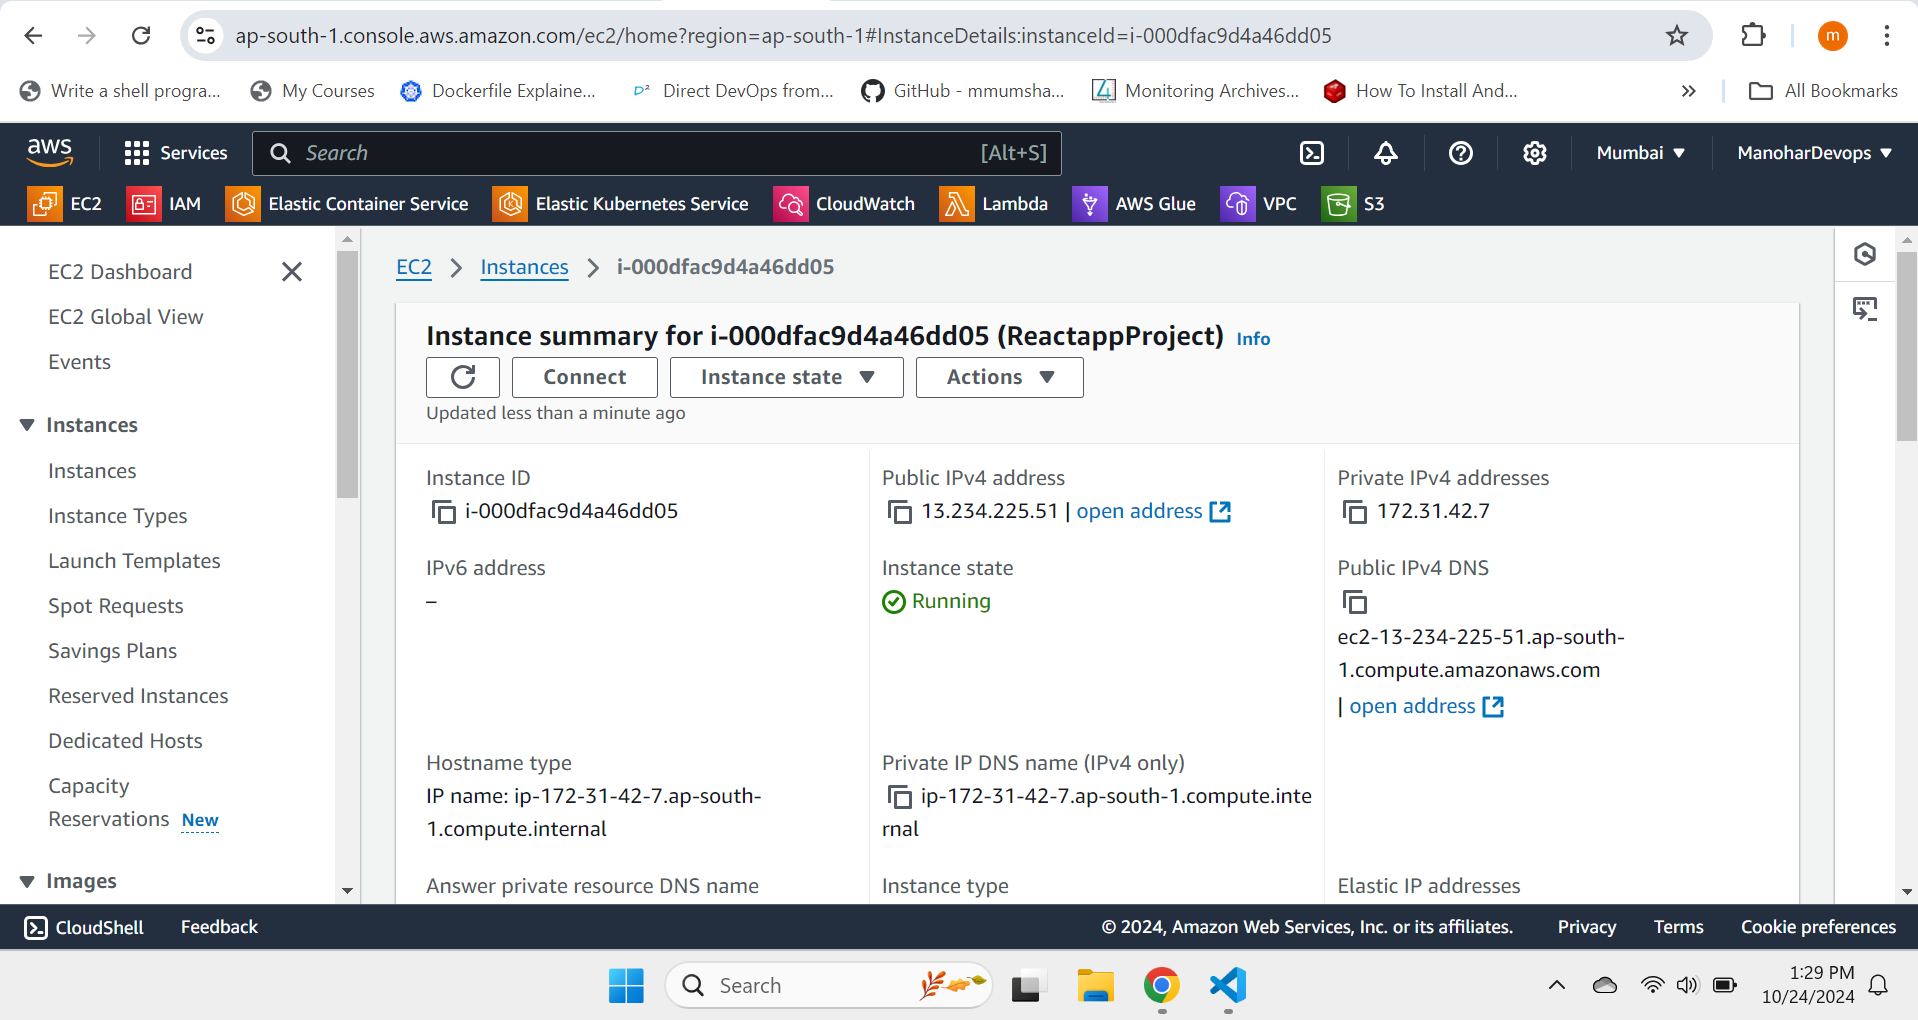 ap-south-1.console.aws.amazon.com/ec2/home?region=ap-south-1#InstanceDetails:instanceId=i-000dfac9d4a46dd05
m
Write a shell progra...
My Courses
Dockerfile Explaine...
D²
Direct DevOps from...
GitHub - mmumsha...
Monitoring Archives...
How To Install And...
All Bookmarks
aws
Services
Search
[Alt+S]
Mumbai
ManoharDevops
EC2
IAM
Elastic Container Service
Elastic Kubernetes Service
CloudWatch
Lambda
AWS Glue
VPC
S3
EC2 Dashboard
EC2 Global View
Events
Instances
Instances
Instance Types
Launch Templates
Spot Requests
Savings Plans
Reserved Instances
Dedicated Hosts
Capacity
Reservations New
Images
EC2 > Instances > i-000dfac9d4a46dd05
Instance summary for i-000dfac9d4a46dd05 (ReactappProject) Info
Connect
Instance state
Actions
Updated less than a minute ago
Instance ID
i-000dfac9d4a46dd05
Public IPv4 address
13.234.225.51 | open address
Private IPv4 addresses
172.31.42.7
IPv6 address
–
Instance state
Running
Public IPv4 DNS
ec2-13-234-225-51.ap-south-
1.compute.amazonaws.com
| open address
Hostname type
IP name: ip-172-31-42-7.ap-south-
1.compute.internal
Private IP DNS name (IPv4 only)
ip-172-31-42-7.ap-south-1.compute.inte
rnal
Answer private resource DNS name
Instance type
Elastic IP addresses
CloudShell
Feedback
© 2024, Amazon Web Services, Inc. or its affiliates.
Privacy
Terms
Cookie preferences
Search
1:29 PM
10/24/2024